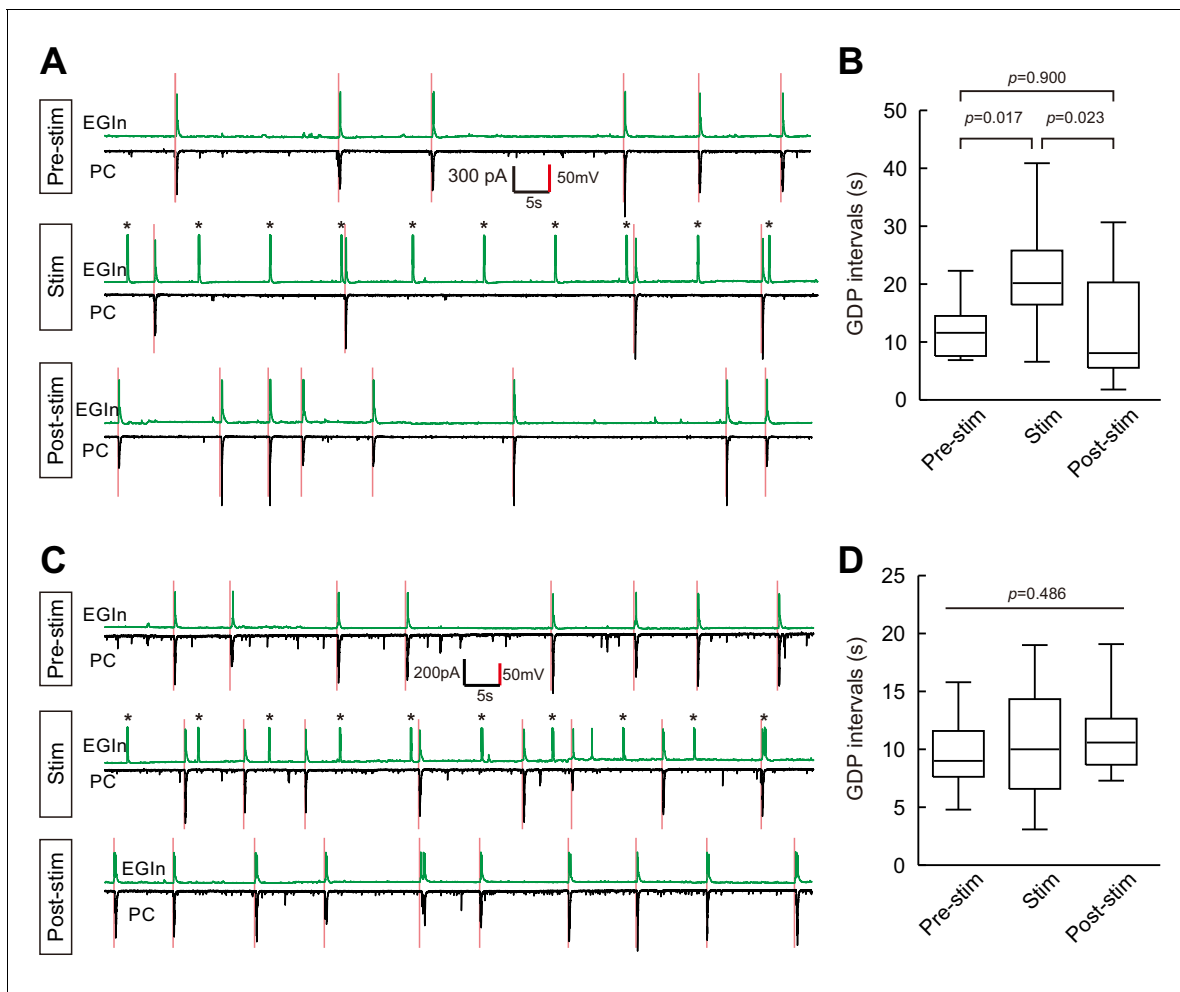 A
Pre-stim
EGIn
PC
300 pA
50mV
5s
* * * * * * * * * *
Stim
EGIn
PC
Post-stim
EGIn
PC
B
p=0.900
p=0.017
p=0.023
GDP intervals (s)
50
40
30
20
10
0
Pre-stim
Stim
Post-stim
C
Pre-stim
EGIn
PC
200pA
50mV
5s
* * * * * * * * * *
Stim
EGIn
PC
Post-stim
EGIn
PC
D
p=0.486
GDP intervals (s)
25
20
15
10
5
0
Pre-stim
Stim
Post-stim